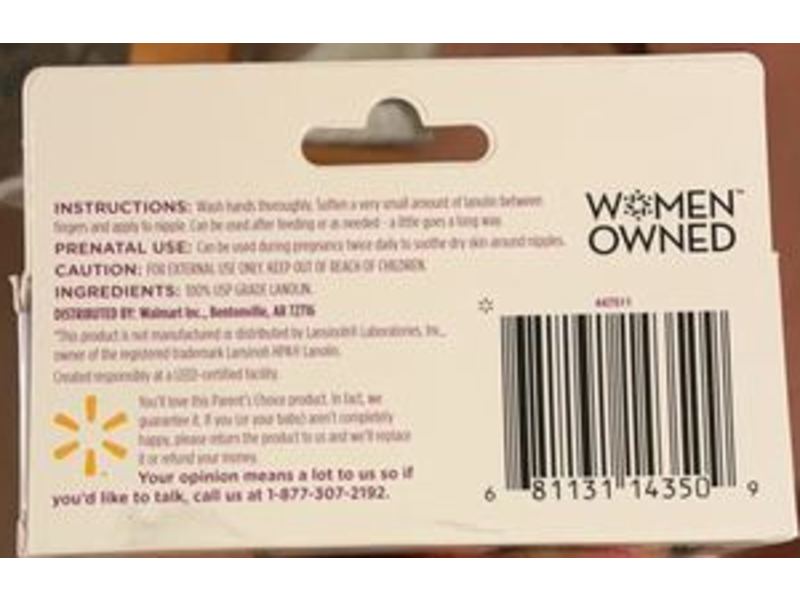 INSTRUCTIONS: Wash hands thoroughly. Soften a very small amount of lanolin between
fingers and apply to nipple. Can be used after feeding or as needed - a little goes a long way.
PRENATAL USE: Can be used during pregnancy twice daily to soothe dry skin around nipples.
CAUTION: FOR EXTERNAL USE ONLY. KEEP OUT OF REACH OF CHILDREN.
INGREDIENTS: 100% USP GRADE LANOLIN.
DISTRIBUTED BY: Walmart Inc., Bentonville, AR 72716
*This product is not manufactured or distributed by Lansinoh® Laboratories, Inc.,
owner of the registered trademark Lansinoh HPA® Lanolin.
Created responsibly at a LEED-certified facility.
You'll love this Parent's Choice product. In fact, we
guarantee it. If you (or your baby) aren't completely
happy, please return the product to us and we'll replace
it or refund your money.
Your opinion means a lot to us so if
you'd like to talk, call us at 1-877-307-2192.
WOMEN™
OWNED
6 81131 14350 9